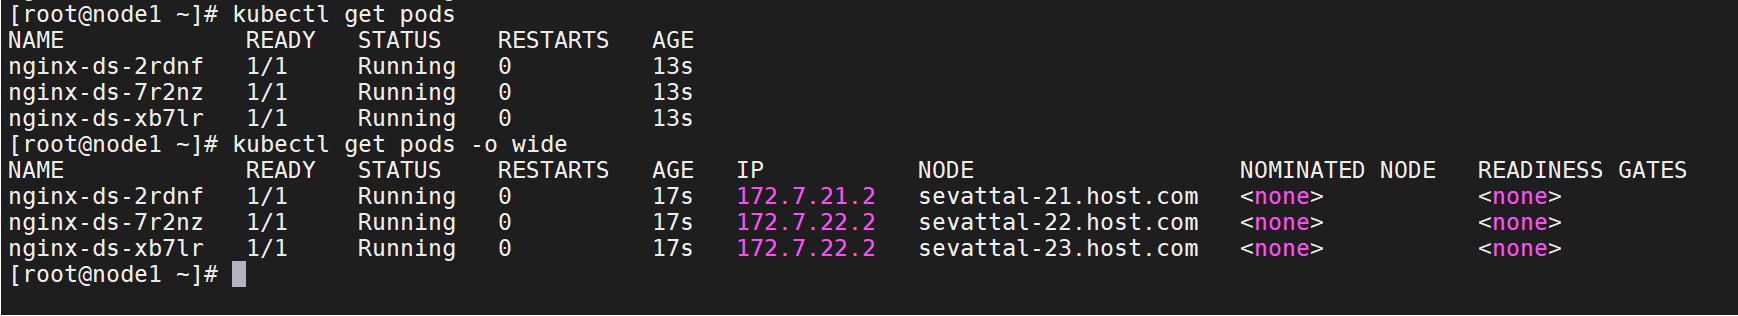 [root@node1 ~]# kubectl get pods
NAME             READY   STATUS    RESTARTS   AGE
nginx-ds-2rdnf   1/1     Running   0          13s
nginx-ds-7r2nz   1/1     Running   0          13s
nginx-ds-xb7lr   1/1     Running   0          13s
[root@node1 ~]# kubectl get pods -o wide
NAME             READY   STATUS    RESTARTS   AGE   IP           NODE                   NOMINATED NODE   READINESS GATES
nginx-ds-2rdnf   1/1     Running   0          17s   172.7.21.2   sevattal-21.host.com   <none>           <none>
nginx-ds-7r2nz   1/1     Running   0          17s   172.7.22.2   sevattal-22.host.com   <none>           <none>
nginx-ds-xb7lr   1/1     Running   0          17s   172.7.22.2   sevattal-23.host.com   <none>           <none>
[root@node1 ~]#